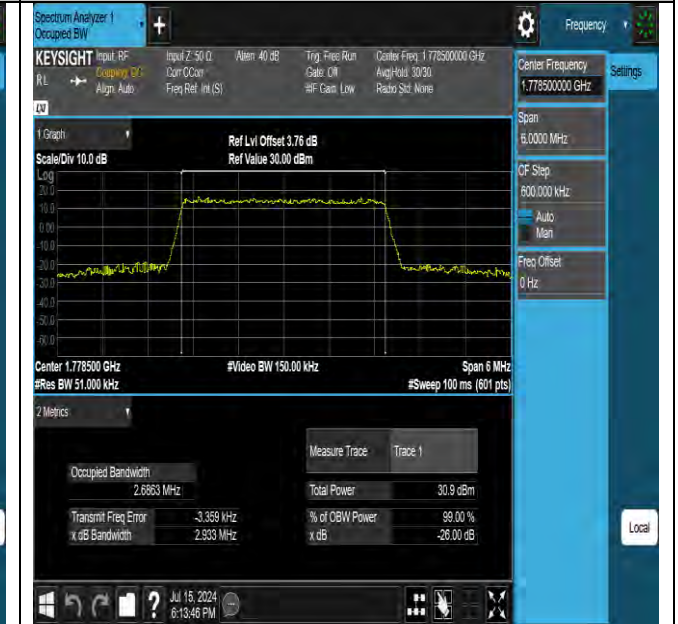 Spectrum Analyzer 1
Occupied BW
+
Frequency
KEYSIGHT Input: RF Input Z: 50 Ω Atten: 40 dB Trig: Free Run Center Freq: 1.778500000 GHz
RL Coupling: DC Corr CCorr Gate: Off Avg|Hold: 30/30
Align: Auto Freq Ref: Int (S) #IF Gain: Low Radio Std: None
1 Graph
Scale/Div 10.0 dB
Ref Lvl Offset 3.76 dB
Ref Value 30.00 dBm
Log
20.0
10.0
0.00
-10.0
-20.0
-30.0
-40.0
-50.0
-60.0
Center 1.778500 GHz #Video BW 150.00 kHz Span 6 MHz
#Res BW 51.000 kHz #Sweep 100 ms (601 pts)
2 Metrics
Measure Trace Trace 1
Occupied Bandwidth
2.6863 MHz
Total Power 30.9 dBm
Transmit Freq Error -3.359 kHz % of OBW Power 99.00 %
x dB Bandwidth 2.933 MHz x dB -26.00 dB
?
Jul 15, 2024
6:13:46 PM
Center Frequency
1.778500000 GHz
Settings
Span
6.0000 MHz
CF Step
600.000 kHz
Auto
Man
Freq Offset
0 Hz
Local